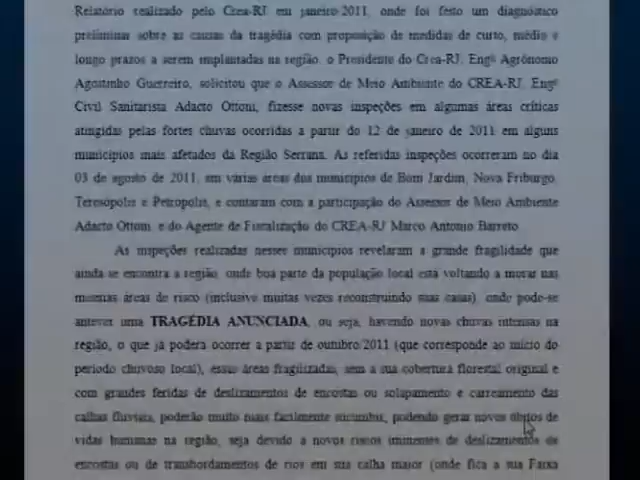 Relatório realizado pelo Crea-RJ em janeiro/2011, onde foi feito um diagnóstico
preliminar sobre as causas da tragédia com proposição de medidas de curto, médio e
longo prazos a serem implantadas na região, o Presidente do Crea-RJ, Engº Agrônomo
Agostinho Guerreiro, solicitou que o Assessor de Meio Ambiente do CREA-RJ, Engº
Civil Sanitarista Adacto Ottoni, fizesse novas inspeções em algumas áreas críticas
atingidas pelas fortes chuvas ocorridas a partir do 12 de janeiro de 2011 em alguns
municípios mais afetados da Região Serrana. As referidas inspeções ocorreram no dia
03 de agosto de 2011, em várias áreas dos municípios de Bom Jardim, Nova Friburgo,
Teresópolis e Petrópolis, e contaram com a participação do Assessor de Meio Ambiente
Adacto Ottoni, e do Agente de Fiscalização do CREA-RJ Marco Antonio Barreto.
As inspeções realizadas nesses municípios revelaram a grande fragilidade que
ainda se encontra a região, onde boa parte da população local está voltando a morar nas
mesmas áreas de risco (inclusive muitas vezes reconstruindo suas casas), onde pode-se
antever uma TRAGÉDIA ANUNCIADA, ou seja, havendo novas chuvas intensas na
região, o que já poderá ocorrer a partir de outubro/2011 (que corresponde ao início do
período chuvoso local), essas áreas fragilizadas, sem a sua cobertura florestal original e
com grandes feridas de deslizamentos de encostas ou solapamento e carreamento das
calhas fluviais, poderão muito mais facilmente sucumbir, podendo gerar novos óbitos de
vidas humanas na região, seja devido a novos riscos iminentes de deslizamentos de
encostas ou de transbordamentos de rios em sua calha maior (onde fica a sua Faixa